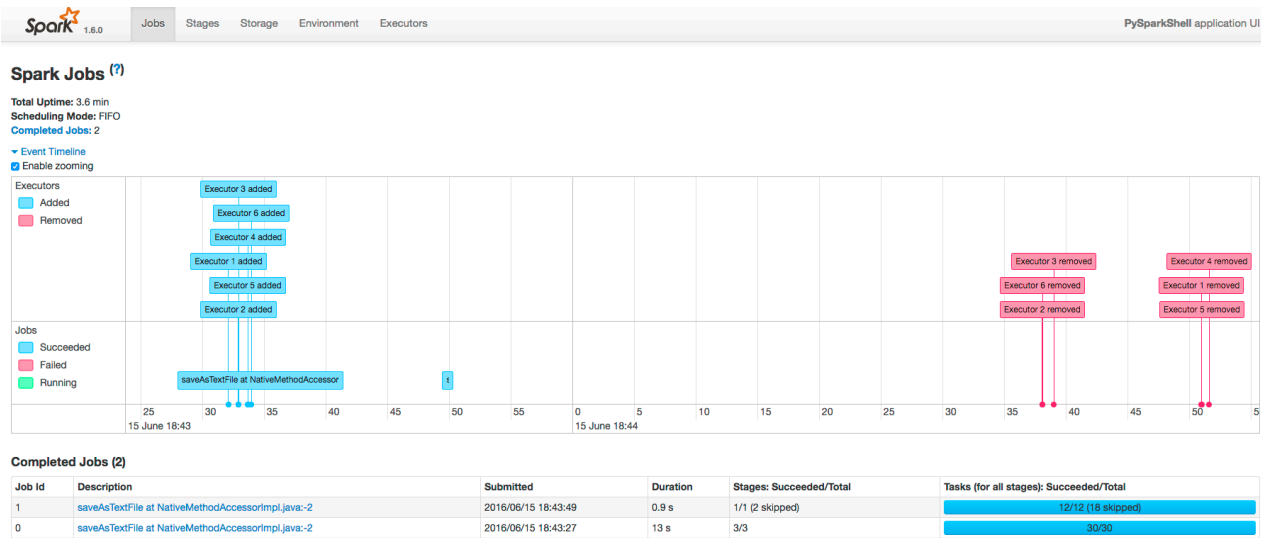 Spark 1.6.0 Jobs Stages Storage Environment Executors PySparkShell application UI
Spark Jobs (?)
Total Uptime: 3.6 min
Scheduling Mode: FIFO
Completed Jobs: 2
Event Timeline
Enable zooming
Executors
Added
Removed
Executor 3 added
Executor 6 added
Executor 4 added
Executor 1 added
Executor 5 added
Executor 2 added
Executor 3 removed
Executor 6 removed
Executor 2 removed
Executor 4 removed
Executor 1 removed
Executor 5 removed
Jobs
Succeeded
Failed
Running
saveAsTextFile at NativeMethodAccessor
25 30 35 40 45 50 55 0 5 10 15 20 25 30 35 40 45 50 5
15 June 18:43 15 June 18:44
Completed Jobs (2)
Job Id Description Submitted Duration Stages: Succeeded/Total Tasks (for all stages): Succeeded/Total
1 saveAsTextFile at NativeMethodAccessorImpl.java:-2 2016/06/15 18:43:49 0.9 s 1/1 (2 skipped) 12/12 (18 skipped)
0 saveAsTextFile at NativeMethodAccessorImpl.java:-2 2016/06/15 18:43:27 13 s 3/3 30/30